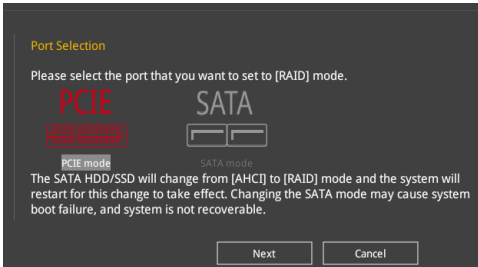 Port Selection
Please select the port that you want to set to [RAID] mode.
PCIE SATA
PCIE mode SATA mode
The SATA HDD/SSD will change from [AHCI] to [RAID] mode and the system will
restart for this change to take effect. Changing the SATA mode may cause system
boot failure, and system is not recoverable.
Next Cancel